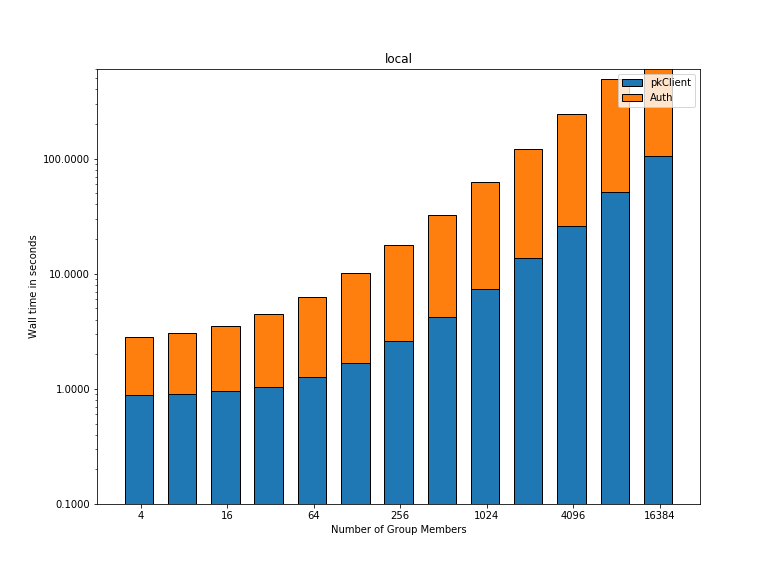 local
pkClient
Auth
100.0000
10.0000
1.0000
0.1000
Wall time in seconds
4 16 64 256 1024 4096 16384
Number of Group Members